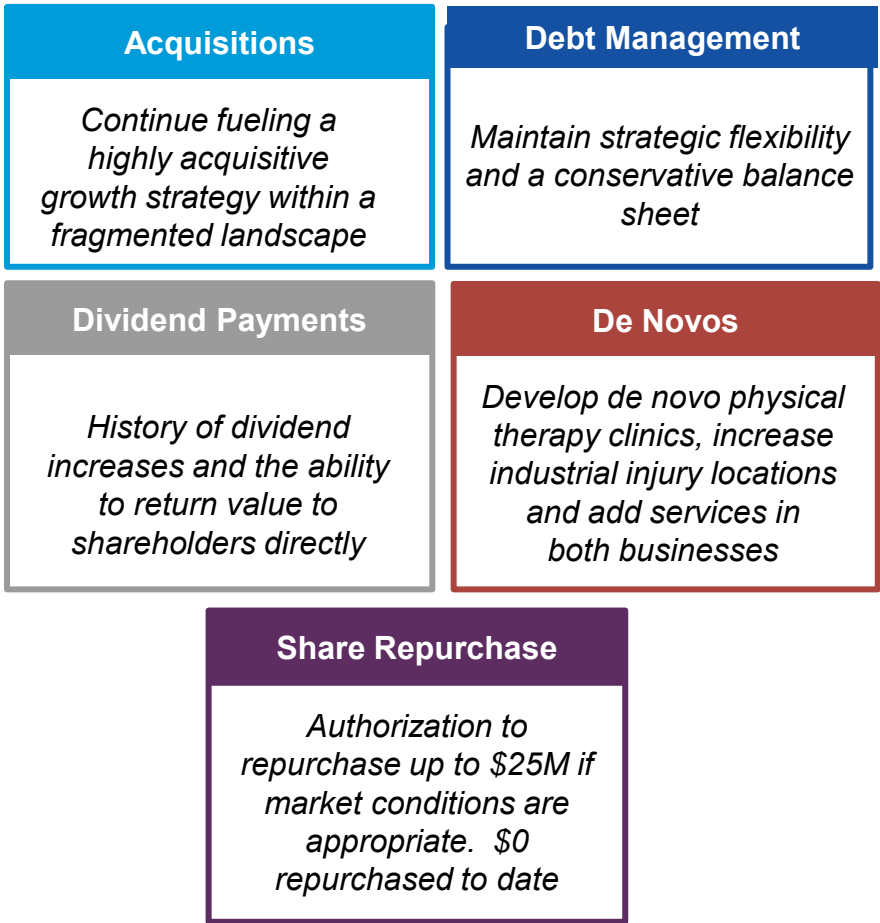 Acquisitions
Continue fueling a
highly acquisitive
growth strategy within a
fragmented landscape
Debt Management
Maintain strategic flexibility
and a conservative balance
sheet
Dividend Payments
History of dividend
increases and the ability
to return value to
shareholders directly
De Novos
Develop de novo physical
therapy clinics, increase
industrial injury locations
and add services in
both businesses
Share Repurchase
Authorization to
repurchase up to $25M if
market conditions are
appropriate.  $0
repurchased to date